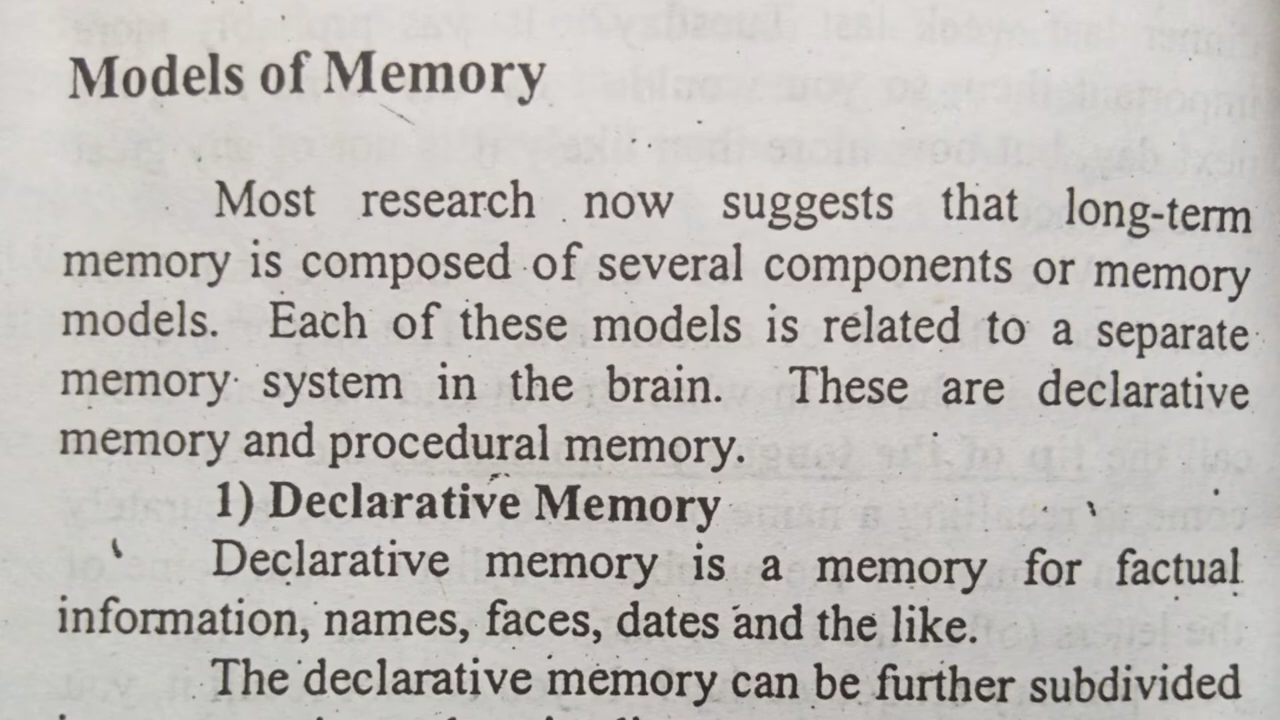 Models of Memory
Most research now suggests that long-term
memory is composed of several components or memory
models. Each of these models is related to a separate
memory system in the brain. These are declarative
memory and procedural memory.
1) Declarative Memory
Declarative memory is a memory for factual
information, names, faces, dates and the like.
The declarative memory can be further subdivided